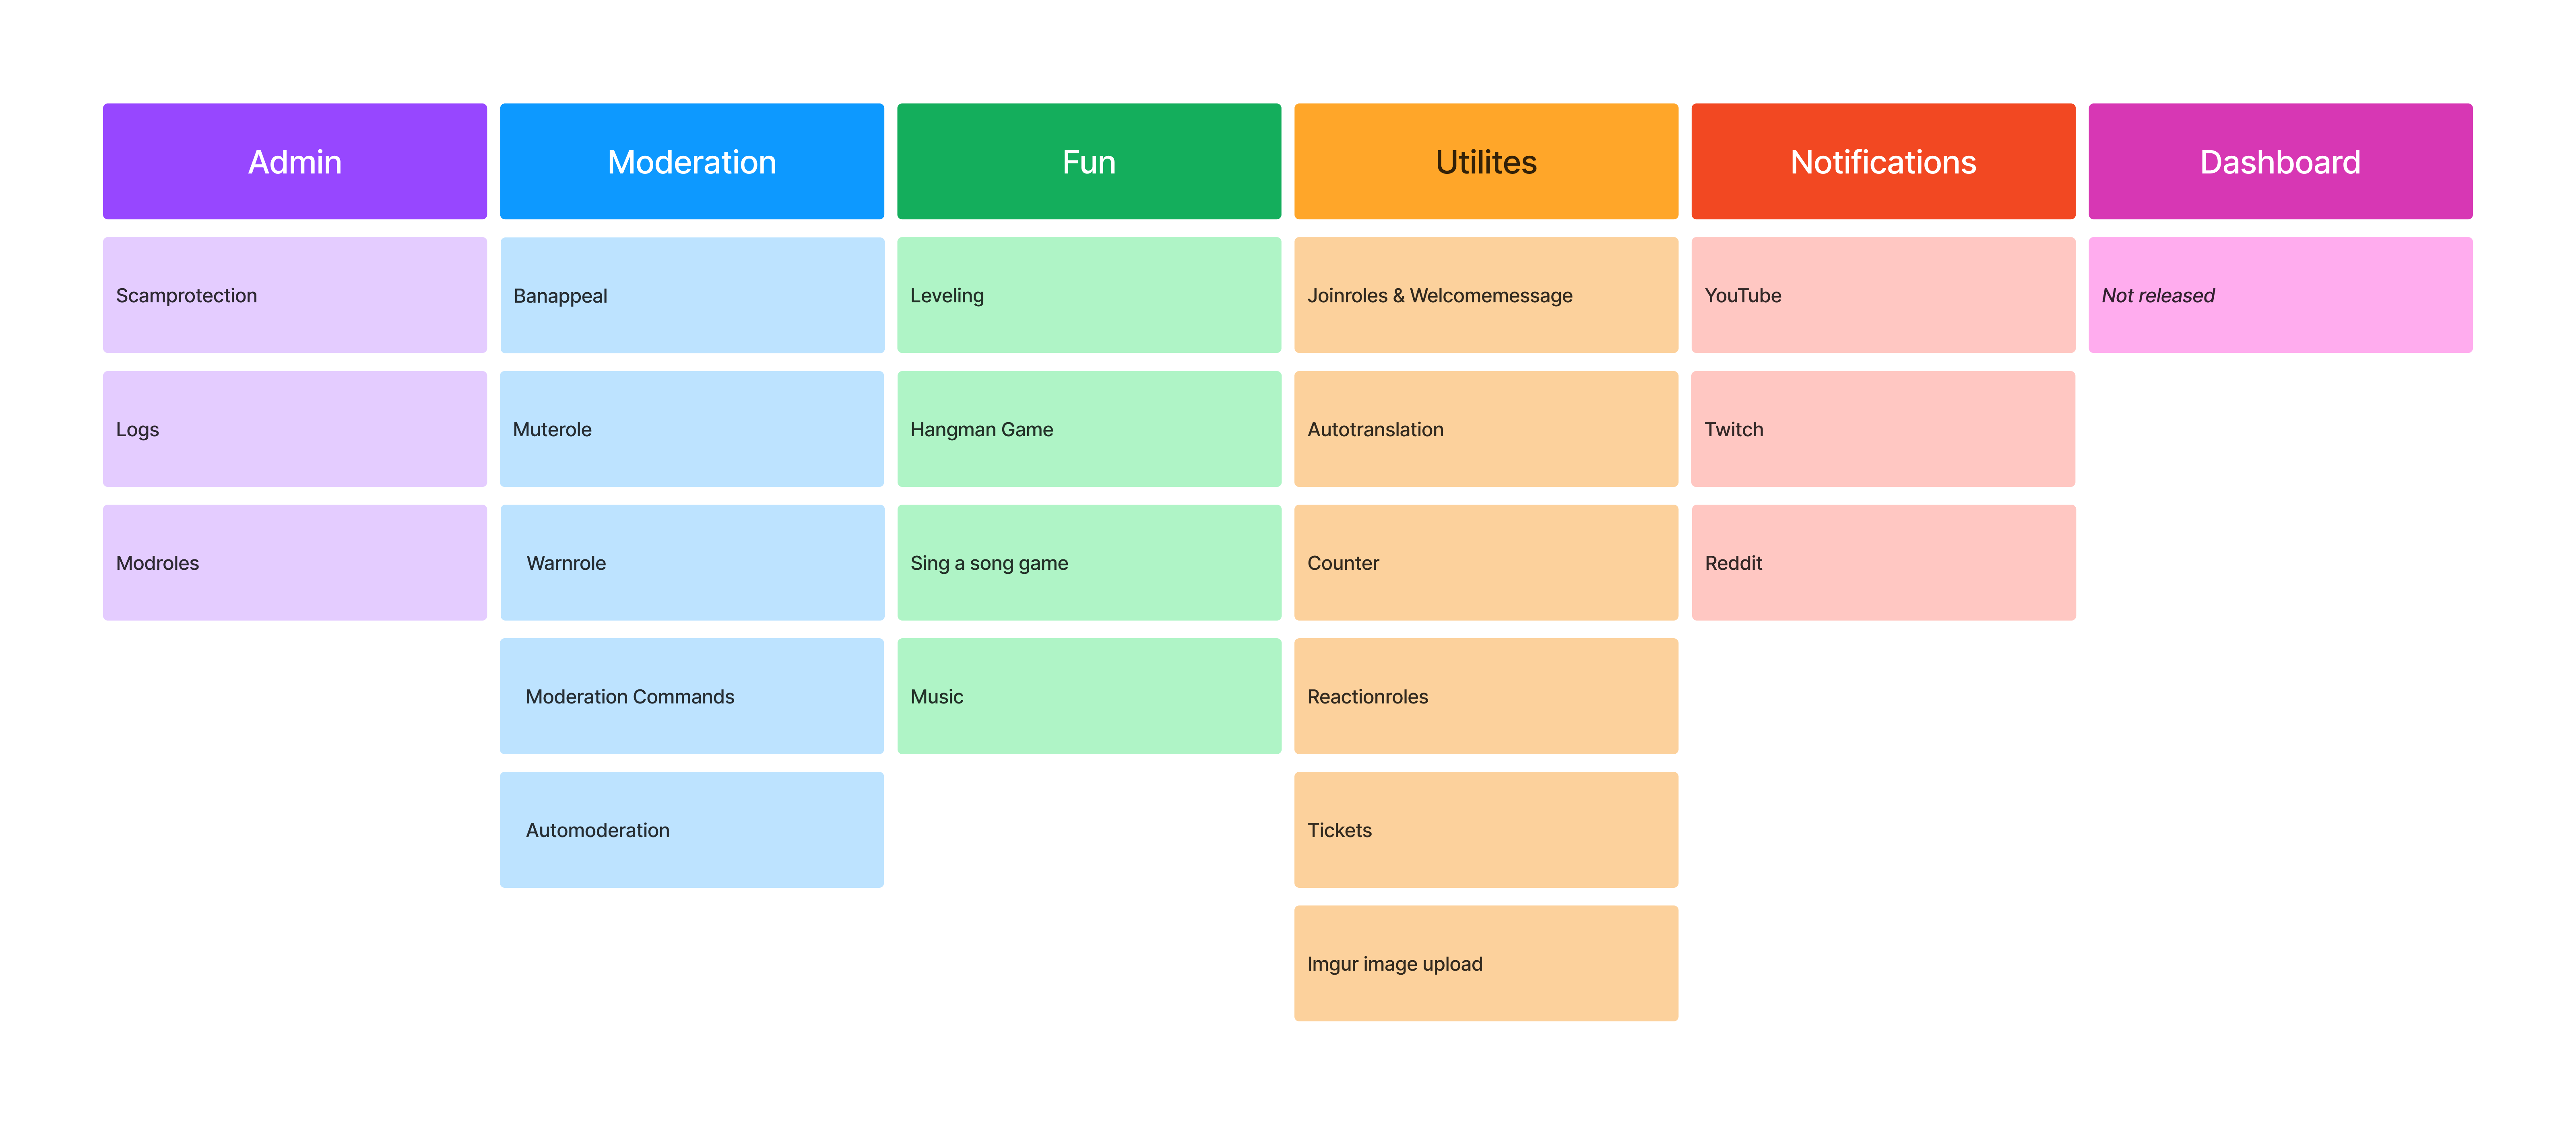 Admin
Moderation
Fun
Utilites
Notifications
Dashboard
Scamprotection
Banappeal
Leveling
Joinroles & Welcomemessage
YouTube
Not released
Logs
Muterole
Hangman Game
Autotranslation
Twitch
Modroles
Warnrole
Sing a song game
Counter
Reddit
Moderation Commands
Music
Reactionroles
Automoderation
Tickets
Imgur image upload